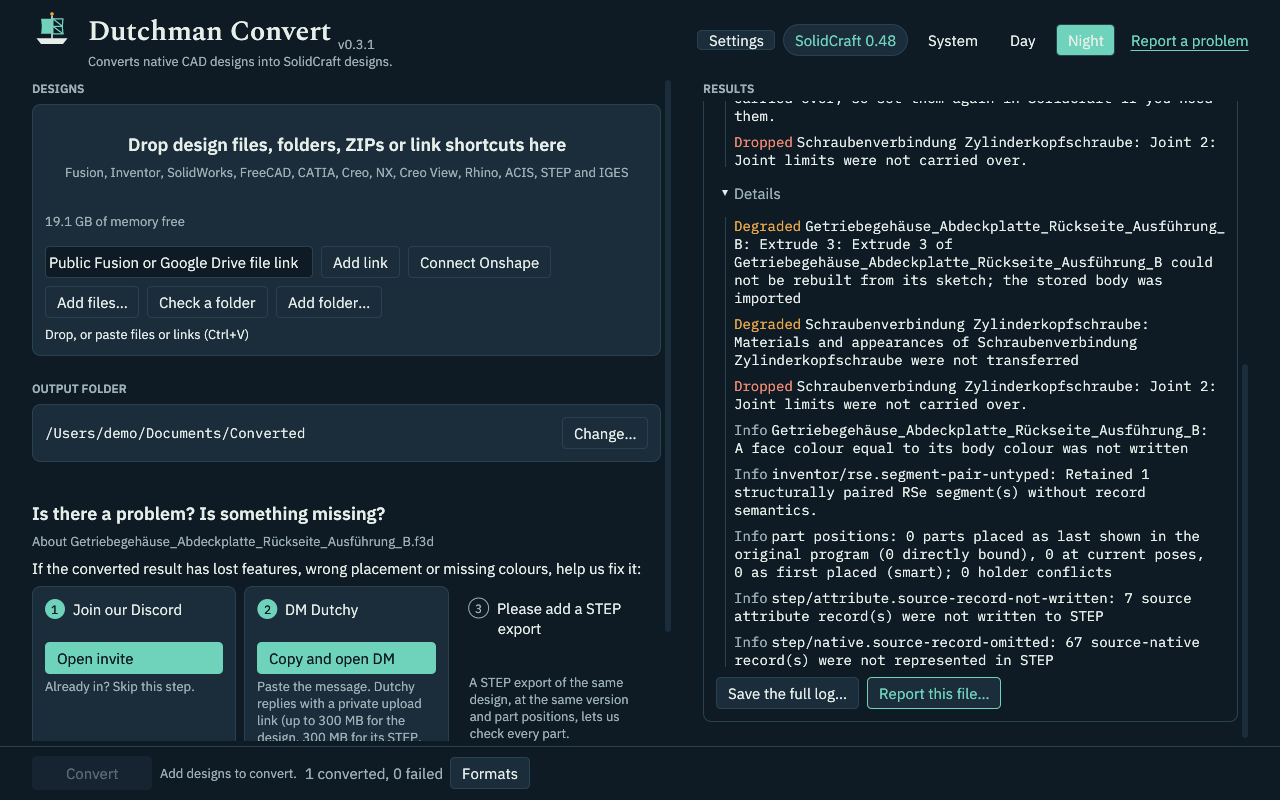 Dutchman Convert v0.3.1
Converts native CAD designs into SolidCraft designs.
Settings
SolidCraft 0.48
System
Day
Night
Report a problem
DESIGNS
Drop design files, folders, ZIPs or link shortcuts here
Fusion, Inventor, SolidWorks, FreeCAD, CATIA, Creo, NX, Creo View, Rhino, ACIS, STEP and IGES
19.1 GB of memory free
Public Fusion or Google Drive file link
Add link
Connect Onshape
Add files...
Check a folder
Add folder...
Drop, or paste files or links (Ctrl+V)
OUTPUT FOLDER
/Users/demo/Documents/Converted
Change...
Is there a problem? Is something missing?
About Getriebegehäuse_Abdeckplatte_Rückseite_Ausführung_B.f3d
If the converted result has lost features, wrong placement or missing colours, help us fix it:
1 Join our Discord
Open invite
Already in? Skip this step.
2 DM Dutchy
Copy and open DM
Paste the message. Dutchy
replies with a private upload
link (up to 300 MB for the
design, 300 MB for its STEP,
3 Please add a STEP
export
A STEP export of the same
design, at the same version
and part positions, lets us
check every part.
RESULTS
carried over, so set them again in SolidCraft if you need
them.
Dropped Schraubenverbindung Zylinderkopfschraube: Joint 2:
Joint limits were not carried over.
▼ Details
Degraded Getriebegehäuse_Abdeckplatte_Rückseite_Ausführung_
B: Extrude 3: Extrude 3 of
Getriebegehäuse_Abdeckplatte_Rückseite_Ausführung_B could
not be rebuilt from its sketch; the stored body was
imported
Degraded Schraubenverbindung Zylinderkopfschraube:
Materials and appearances of Schraubenverbindung
Zylinderkopfschraube were not transferred
Dropped Schraubenverbindung Zylinderkopfschraube: Joint 2:
Joint limits were not carried over.
Info Getriebegehäuse_Abdeckplatte_Rückseite_Ausführung_B:
A face colour equal to its body colour was not written
Info inventor/rse.segment-pair-untyped: Retained 1
structurally paired RSe segment(s) without record
semantics.
Info part positions: 0 parts placed as last shown in the
original program (0 directly bound), 0 at current poses,
0 as first placed (smart); 0 holder conflicts
Info step/attribute.source-record-not-written: 7 source
attribute record(s) were not written to STEP
Info step/native.source-record-omitted: 67 source-native
record(s) were not represented in STEP
Save the full log...
Report this file...
Convert
Add designs to convert.
1 converted, 0 failed
Formats